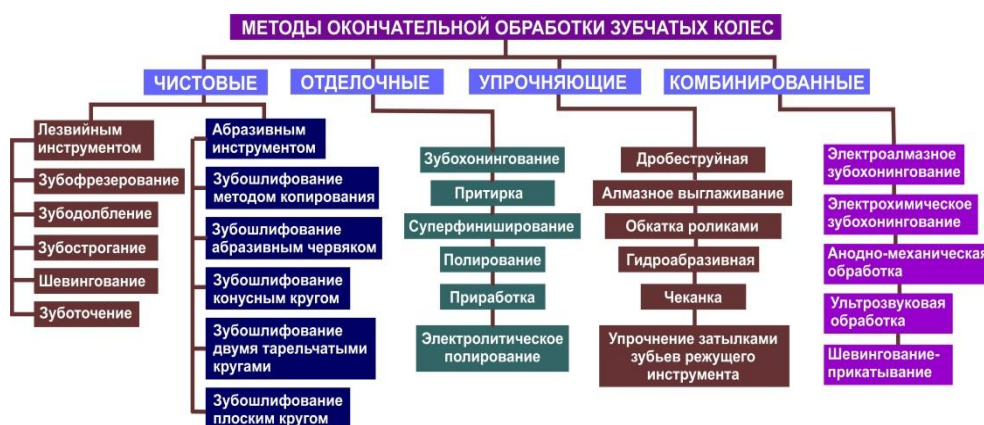 МЕТОДЫ ОКОНЧАТЕЛЬНОЙ ОБРАБОТКИ ЗУБЧАТЫХ КОЛЕС
ЧИСТОВЫЕ
ОТДЕЛОЧНЫЕ
УПРОЧНЯЮЩИЕ
КОМБИНИРОВАННЫЕ
Лезвийным
инструментом
Зубофрезерование
Зубодолбление
Зубострогание
Шевингование
Зуботочение
Абразивным
инструментом
Зубошлифование
методом копирования
Зубошлифование
абразивным червяком
Зубошлифование
конусным кругом
Зубошлифование
двумя тарельчатыми
кругами
Зубошлифование
плоским кругом
Зубохонингование
Притирка
Суперфиниширование
Полирование
Приработка
Электролитическое
полирование
Дробеструйная
Алмазное выглаживание
Обкатка роликами
Гидроабразивная
Чеканка
Упрочнение затылками
зубьев режущего
инструмента
Электроалмазное
зубохонингование
Электрохимическое
зубохонингование
Анодно-механическая
обработка
Ультрозвуковая
обработка
Шевингование-
прикатывание